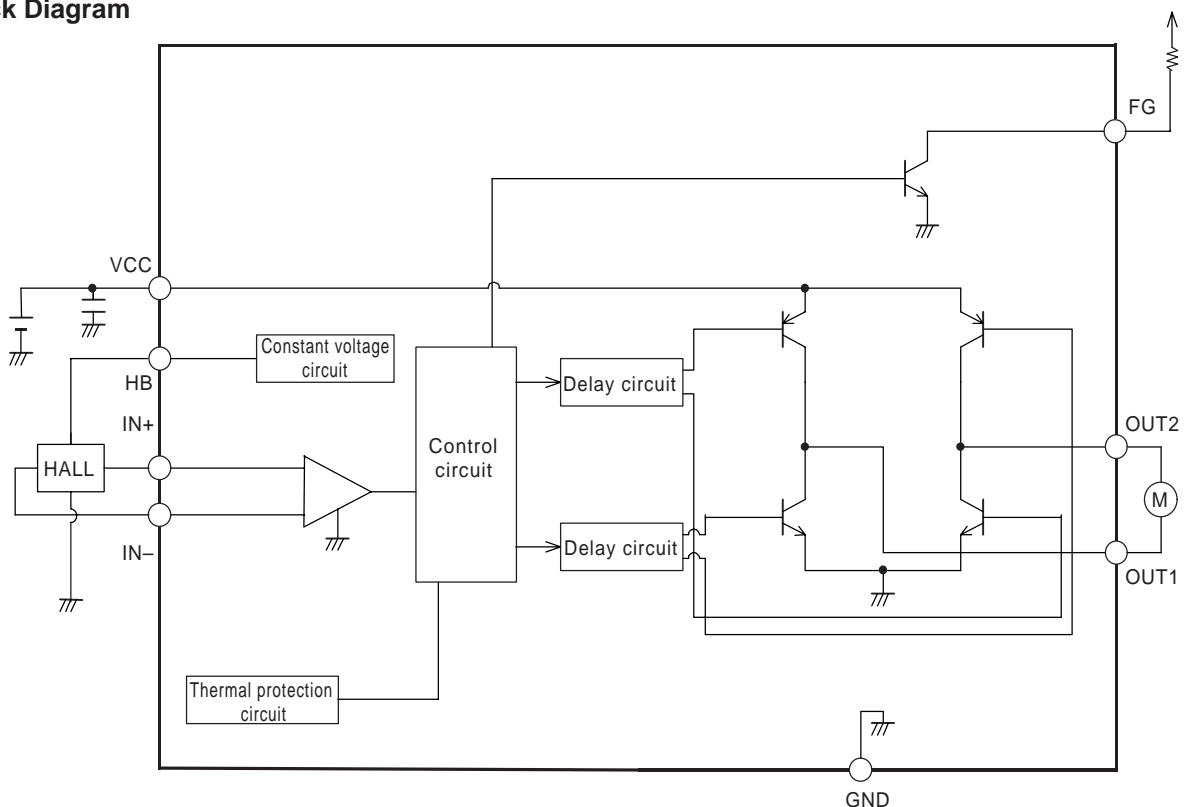 ck Diagram
FG
VCC
Constant voltage
circuit
HB
IN+
Delay circuit
OUT2
HALL
Control
circuit
M
Delay circuit
IN–
OUT1
Thermal protection
circuit
GND